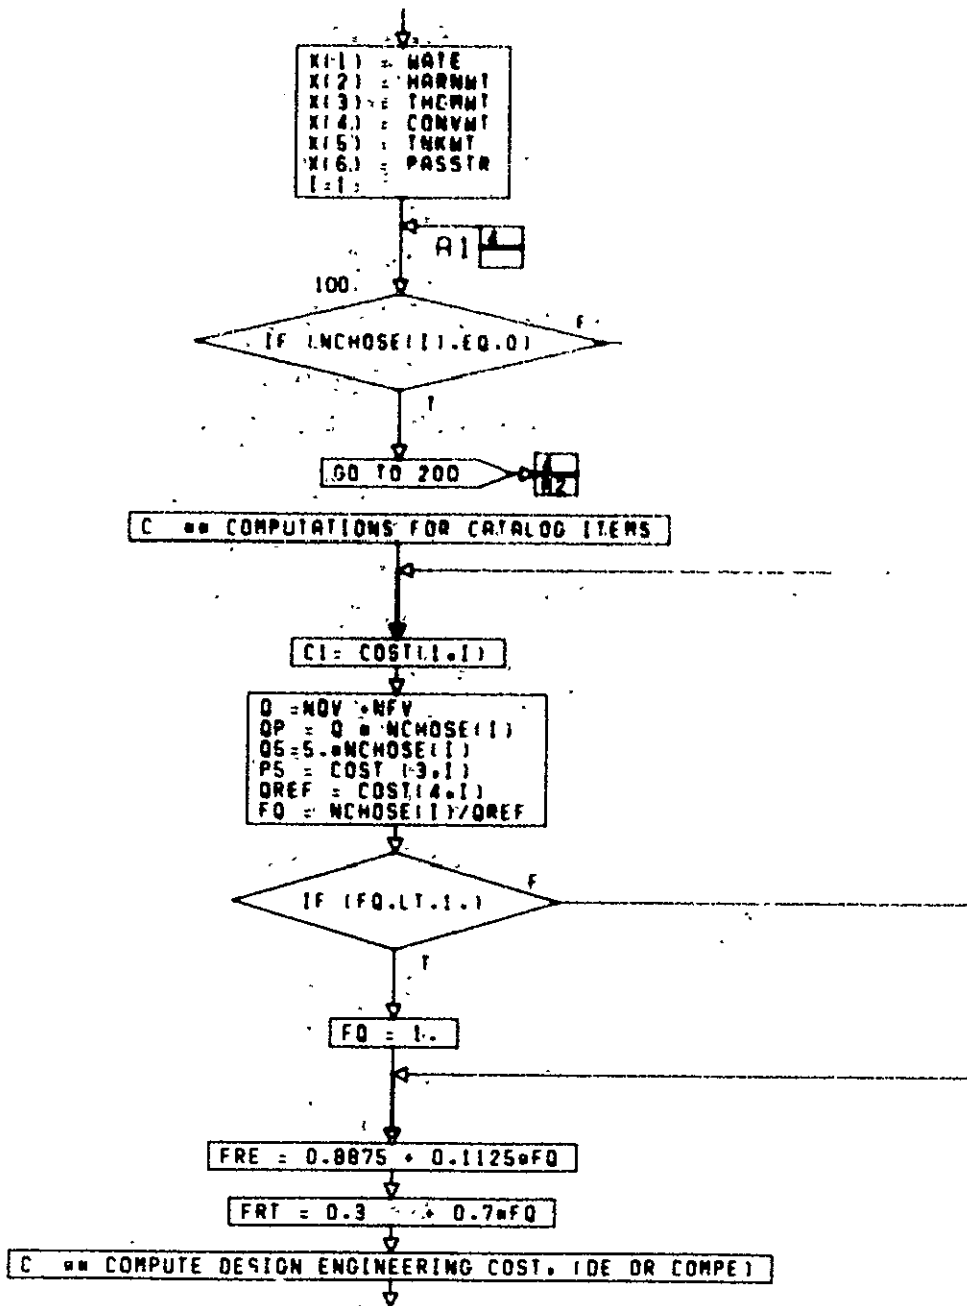 X(1) = WATE
X(2) = HARNWT
X(3) = THCWWT
X(4) = CONVWT
X(5) = TNKWT
X(6) = PASSTR
I=1
A1
100
IF (NCHOSE(I).EQ.0)
F
T
GO TO 200
A2
C ** COMPUTATIONS FOR CATALOG ITEMS
C1= COST(1,I)
Q =NQV +NFV
QP = Q * NCHOSE(I)
Q5=5.*NCHOSE(I)
P5 = COST (3,I)
QREF = COST(4,I)
FQ = NCHOSE(I)/QREF
IF (FQ.LT.1.)
F
T
FQ = 1.
FRE = 0.8875 + 0.1125*FQ
FRT = 0.3 + 0.7*FQ
C ** COMPUTE DESIGN ENGINEERING COST. (DE OR COMPE)